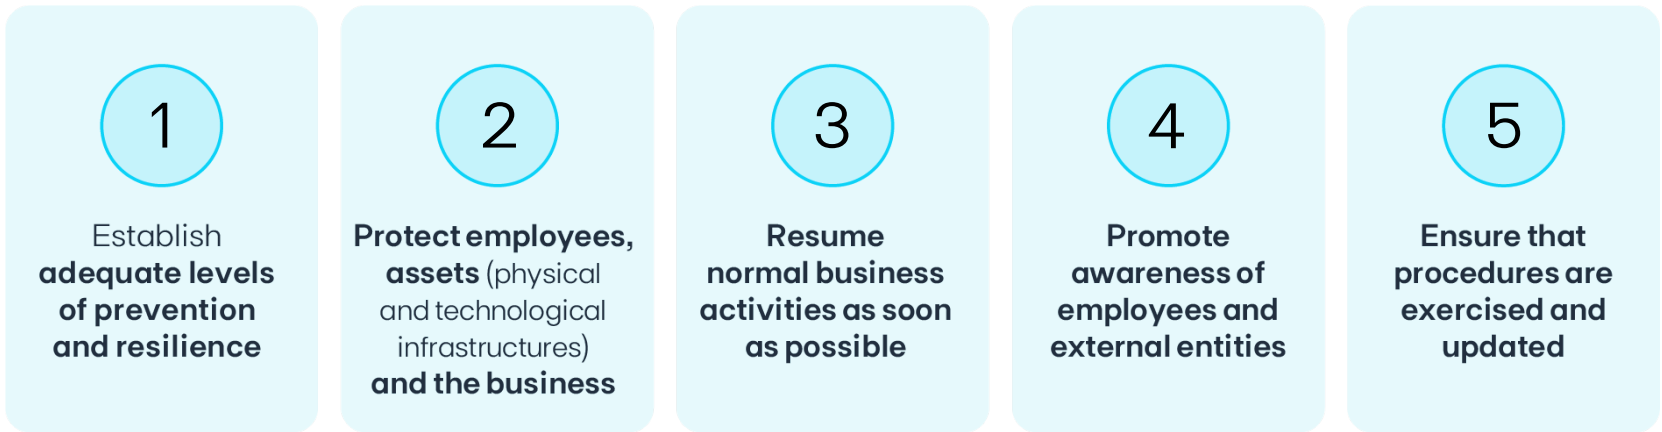 1
Establish
adequate levels
of prevention
and resilience
2
Protect employees,
assets (physical
and technological
infrastructures)
and the business
3
Resume
normal business
activities as soon
as possible
4
Promote
awareness of
employees and
external entities
5
Ensure that
procedures are
exercised and
updated